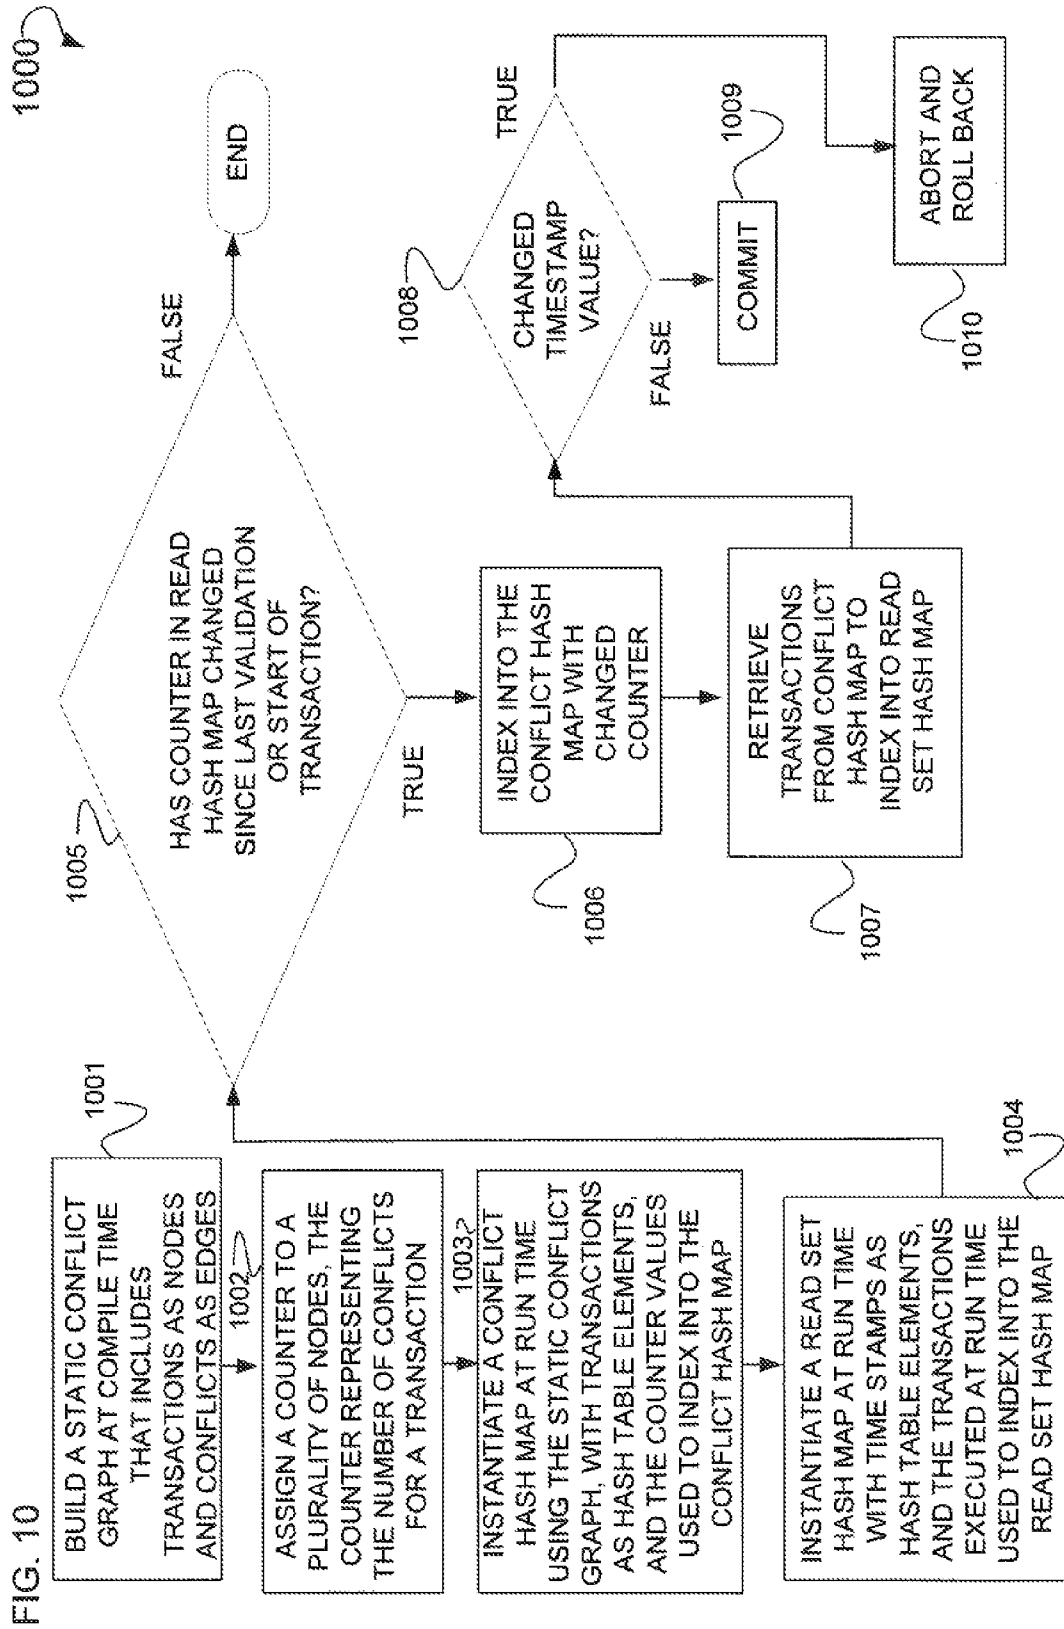 FIG. 10
1000
BUILD A STATIC CONFLICT
GRAPH AT COMPILE TIME
THAT INCLUDES
TRANSACTIONS AS NODES
AND CONFLICTS AS EDGES
1001
1002
ASSIGN A COUNTER TO A
PLURALITY OF NODES, THE
COUNTER REPRESENTING
THE NUMBER OF CONFLICTS
FOR A TRANSACTION
1003
INSTANTIATE A CONFLICT
HASH MAP AT RUN TIME
USING THE STATIC CONFLICT
GRAPH, WITH TRANSACTIONS
AS HASH TABLE ELEMENTS,
AND THE COUNTER VALUES
USED TO INDEX INTO THE
CONFLICT HASH MAP
INSTANTIATE A READ SET
HASH MAP AT RUN TIME
WITH TIME STAMPS AS
HASH TABLE ELEMENTS,
AND THE TRANSACTIONS
EXECUTED AT RUN TIME
USED TO INDEX INTO THE
READ SET HASH MAP
1004
1005
HAS COUNTER IN READ
HASH MAP CHANGED
SINCE LAST VALIDATION
OR START OF
TRANSACTION?
FALSE
END
TRUE
INDEX INTO THE
CONFLICT HASH
MAP WITH
CHANGED
COUNTER
1006
RETRIEVE
TRANSACTIONS
FROM CONFLICT
HASH MAP TO
INDEX INTO READ
SET HASH MAP
1007
1008
CHANGED
TIMESTAMP
VALUE?
TRUE
FALSE
COMMIT
1009
ABORT AND
ROLL BACK
1010